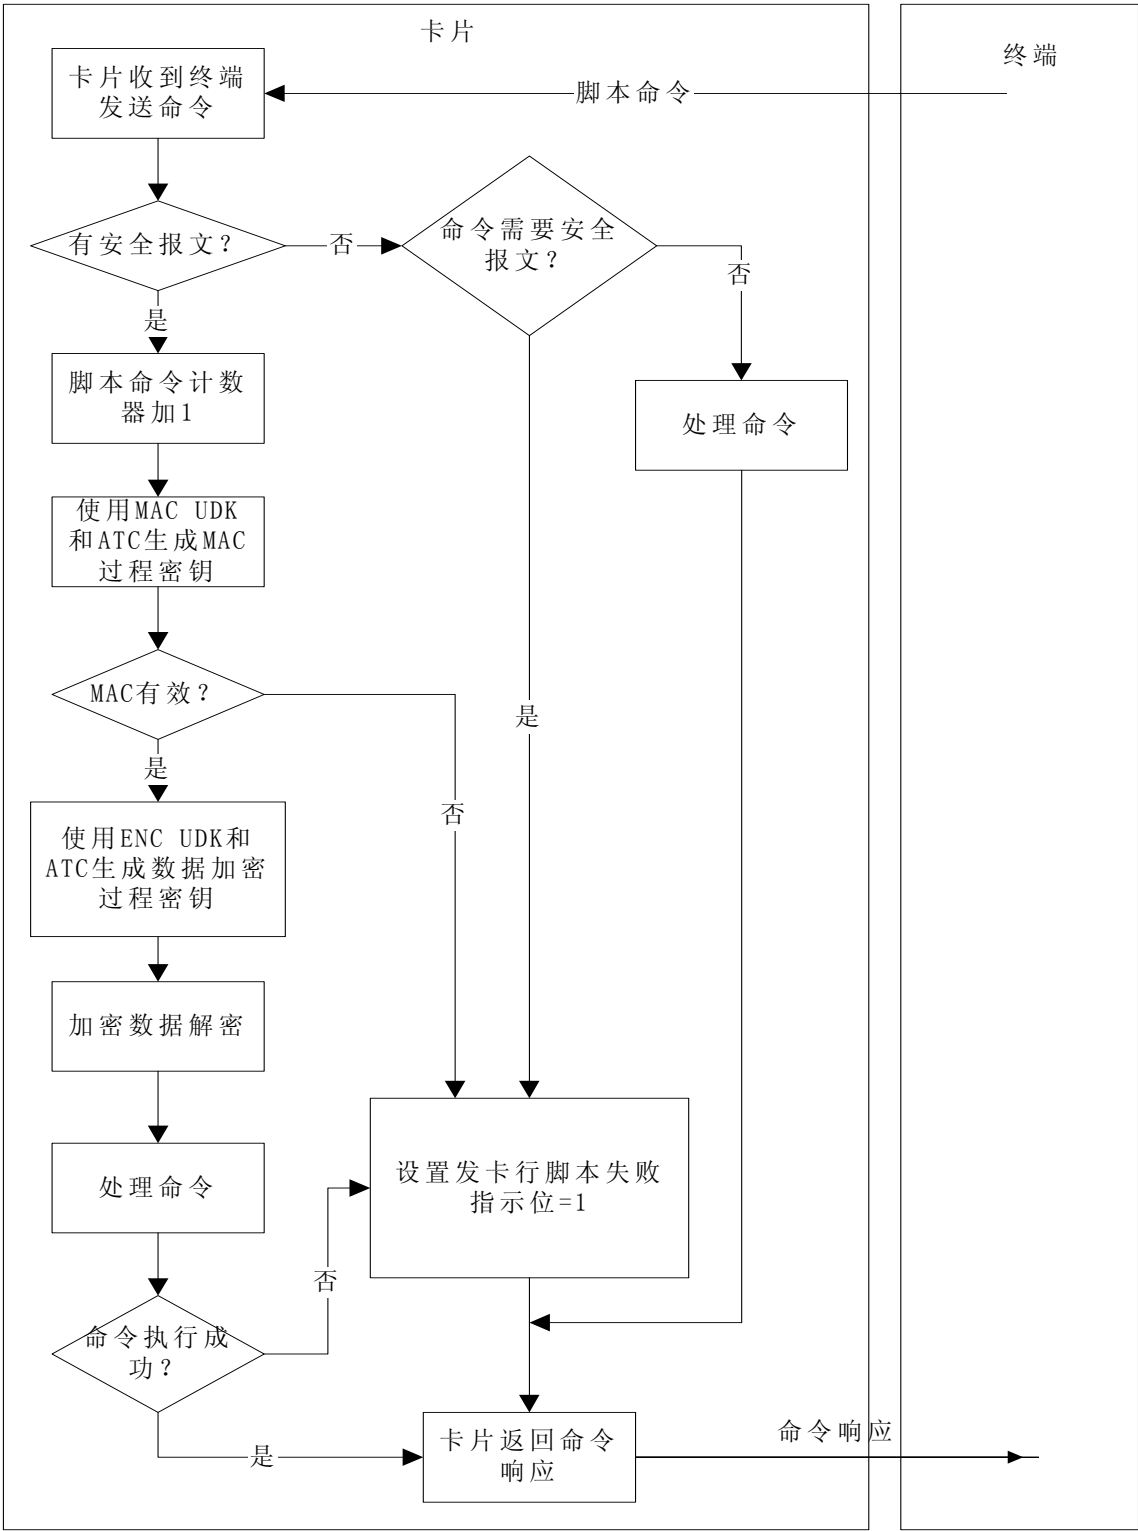 卡片
终端
卡片收到终端
发送命令
脚本命令
有安全报文？
否
命令需要安全
报文？
否
是
脚本命令计数
器加1
处理命令
使用MAC UDK
和ATC生成MAC
过程密钥
MAC有效？
是
是
否
使用ENC UDK和
ATC生成数据加密
过程密钥
加密数据解密
处理命令
设置发卡行脚本失败
指示位=1
否
命令执行成
功？
是
卡片返回命令
响应
命令响应